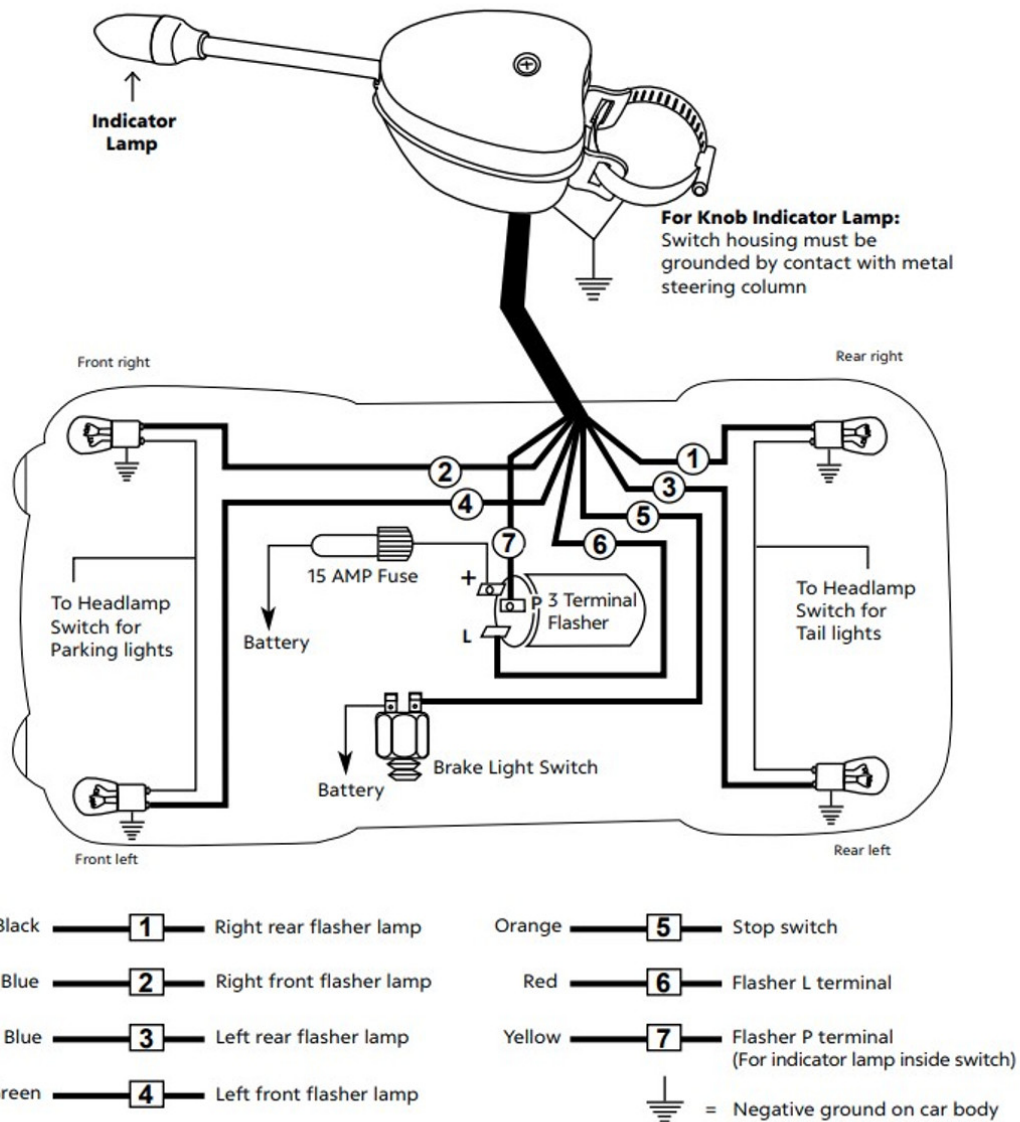 Indicator
Lamp
For Knob Indicator Lamp:
Switch housing must be
grounded by contact with metal
steering column
Front right
Rear right
1
2
3
4
5
6
7
15 AMP Fuse
+
P
3 Terminal
Flasher
L
To Headlamp
Switch for
Parking lights
Battery
To Headlamp
Switch for
Tail lights
Brake Light Switch
Battery
Front left
Rear left
Black 1 Right rear flasher lamp
Blue 2 Right front flasher lamp
Blue 3 Left rear flasher lamp
Green 4 Left front flasher lamp
Orange 5 Stop switch
Red 6 Flasher L terminal
Yellow 7 Flasher P terminal
(For indicator lamp inside switch)
= Negative ground on car body